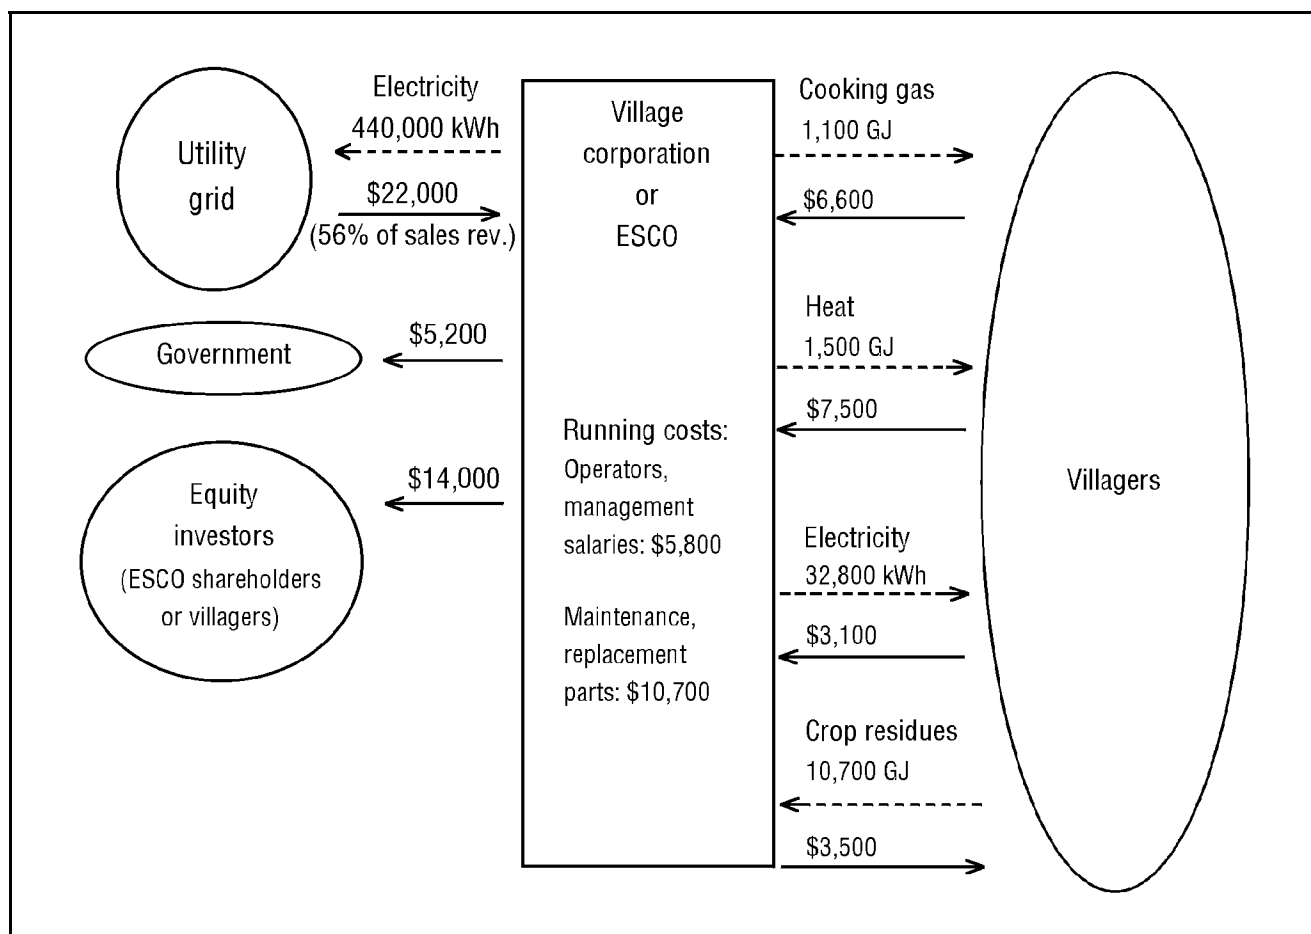 Utility
grid
Electricity
440,000 kWh
$22,000
(56% of sales rev.)
Government
$5,200
Equity
investors
(ESCO shareholders
or villagers)
$14,000
Village
corporation
or
ESCO
Running costs:
Operators,
management
salaries: $5,800
Maintenance,
replacement
parts: $10,700
Cooking gas
1,100 GJ
$6,600
Heat
1,500 GJ
$7,500
Electricity
32,800 kWh
$3,100
Crop residues
10,700 GJ
$3,500
Villagers